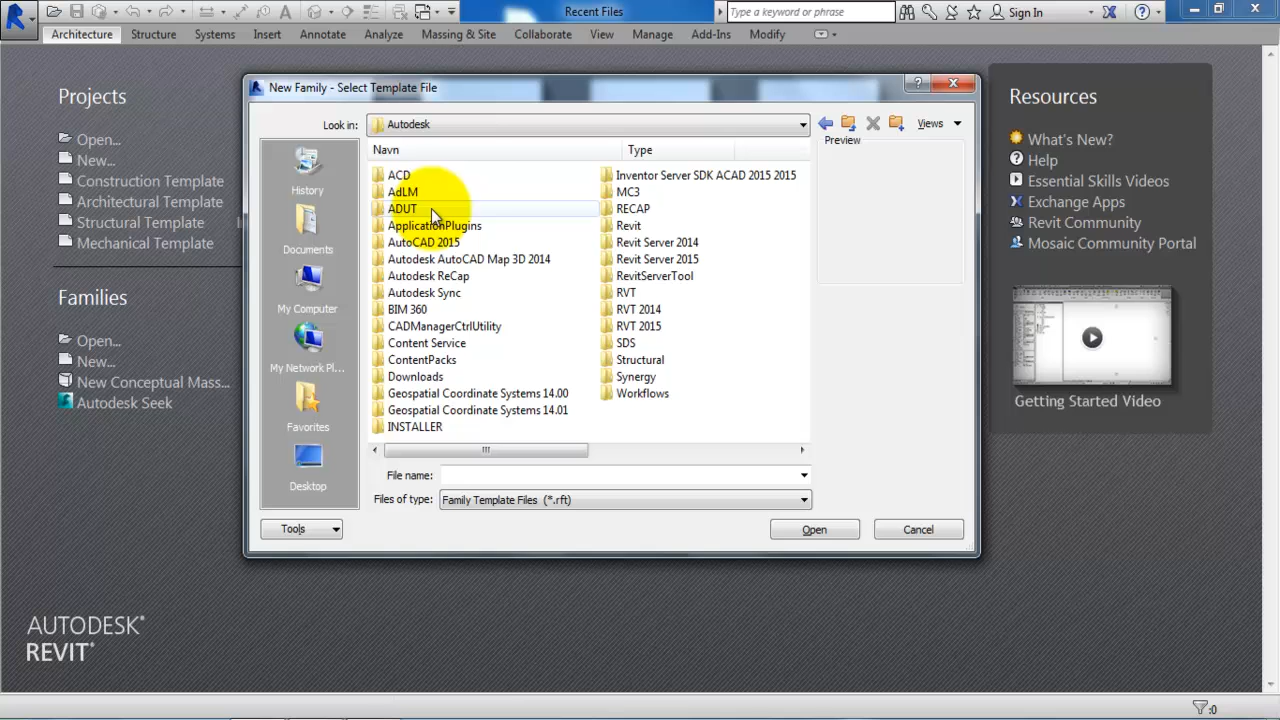 Recent Files
Type a keyword or phrase
Sign In
Architecture Structure Systems Insert Annotate Analyze Massing & Site Collaborate View Manage Add-Ins Modify
Projects
Open...
New...
Construction Template
Architectural Template
Structural Template
Mechanical Template
Families
Open...
New...
New Conceptual Mass...
Autodesk Seek
AUTODESK®
REVIT®
New Family - Select Template File
Look in: Autodesk
Views
Navn Type
Preview
History
Documents
My Computer
My Network Pl...
Favorites
Desktop
ACD
AdLM
ADUT
ApplicationPlugins
AutoCAD 2015
Autodesk AutoCAD Map 3D 2014
Autodesk ReCap
Autodesk Sync
BIM 360
CADManagerCtrlUtility
Content Service
ContentPacks
Downloads
Geospatial Coordinate Systems 14.00
Geospatial Coordinate Systems 14.01
INSTALLER
Inventor Server SDK ACAD 2015 2015
MC3
RECAP
Revit
Revit Server 2014
Revit Server 2015
RevitServerTool
RVT
RVT 2014
RVT 2015
SDS
Structural
Synergy
Workflows
File name:
Files of type: Family Template Files (*.rft)
Tools
Open
Cancel
Resources
What's New?
Help
Essential Skills Videos
Exchange Apps
Revit Community
Mosaic Community Portal
Getting Started Video
:0